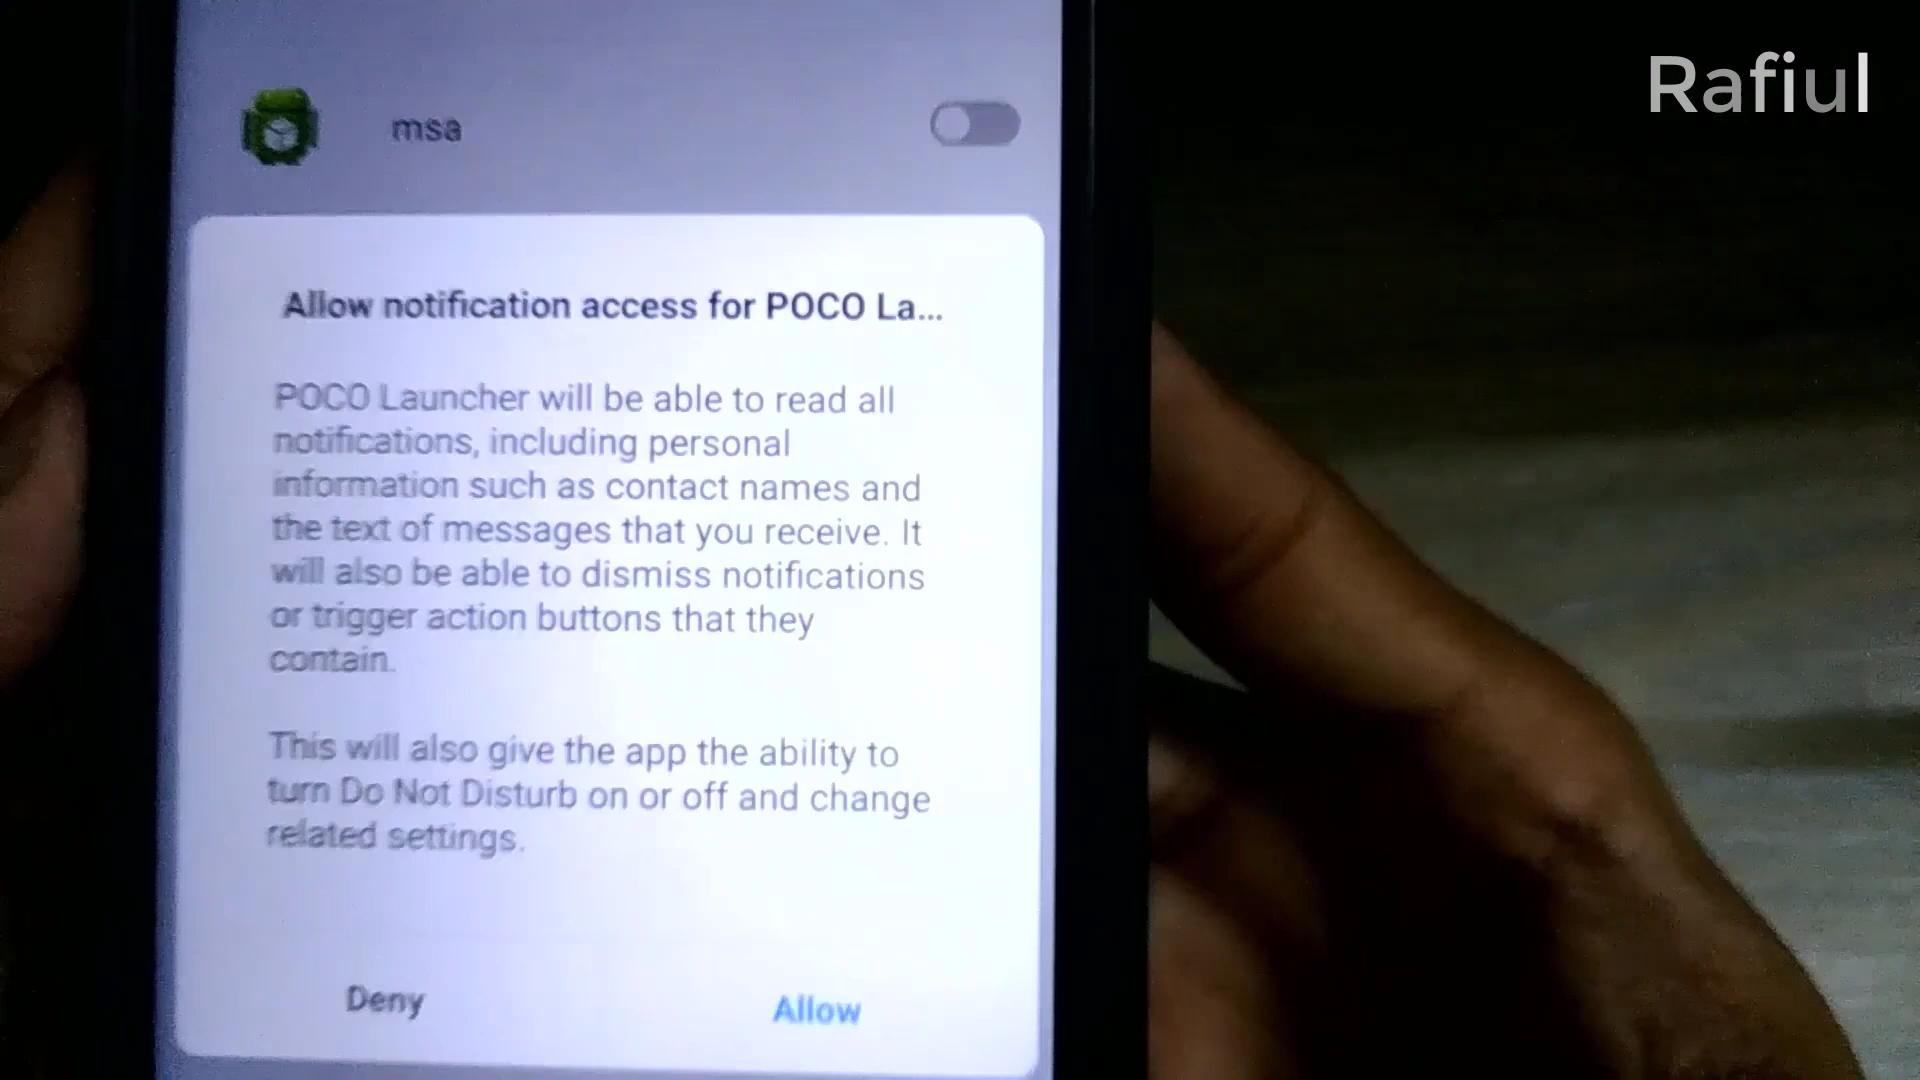 Rafiul
msa
Allow notification access for POCO La...
POCO Launcher will be able to read all
notifications, including personal
information such as contact names and
the text of messages that you receive. It
will also be able to dismiss notifications
or trigger action buttons that they
contain.
This will also give the app the ability to
turn Do Not Disturb on or off and change
related settings.
Deny
Allow